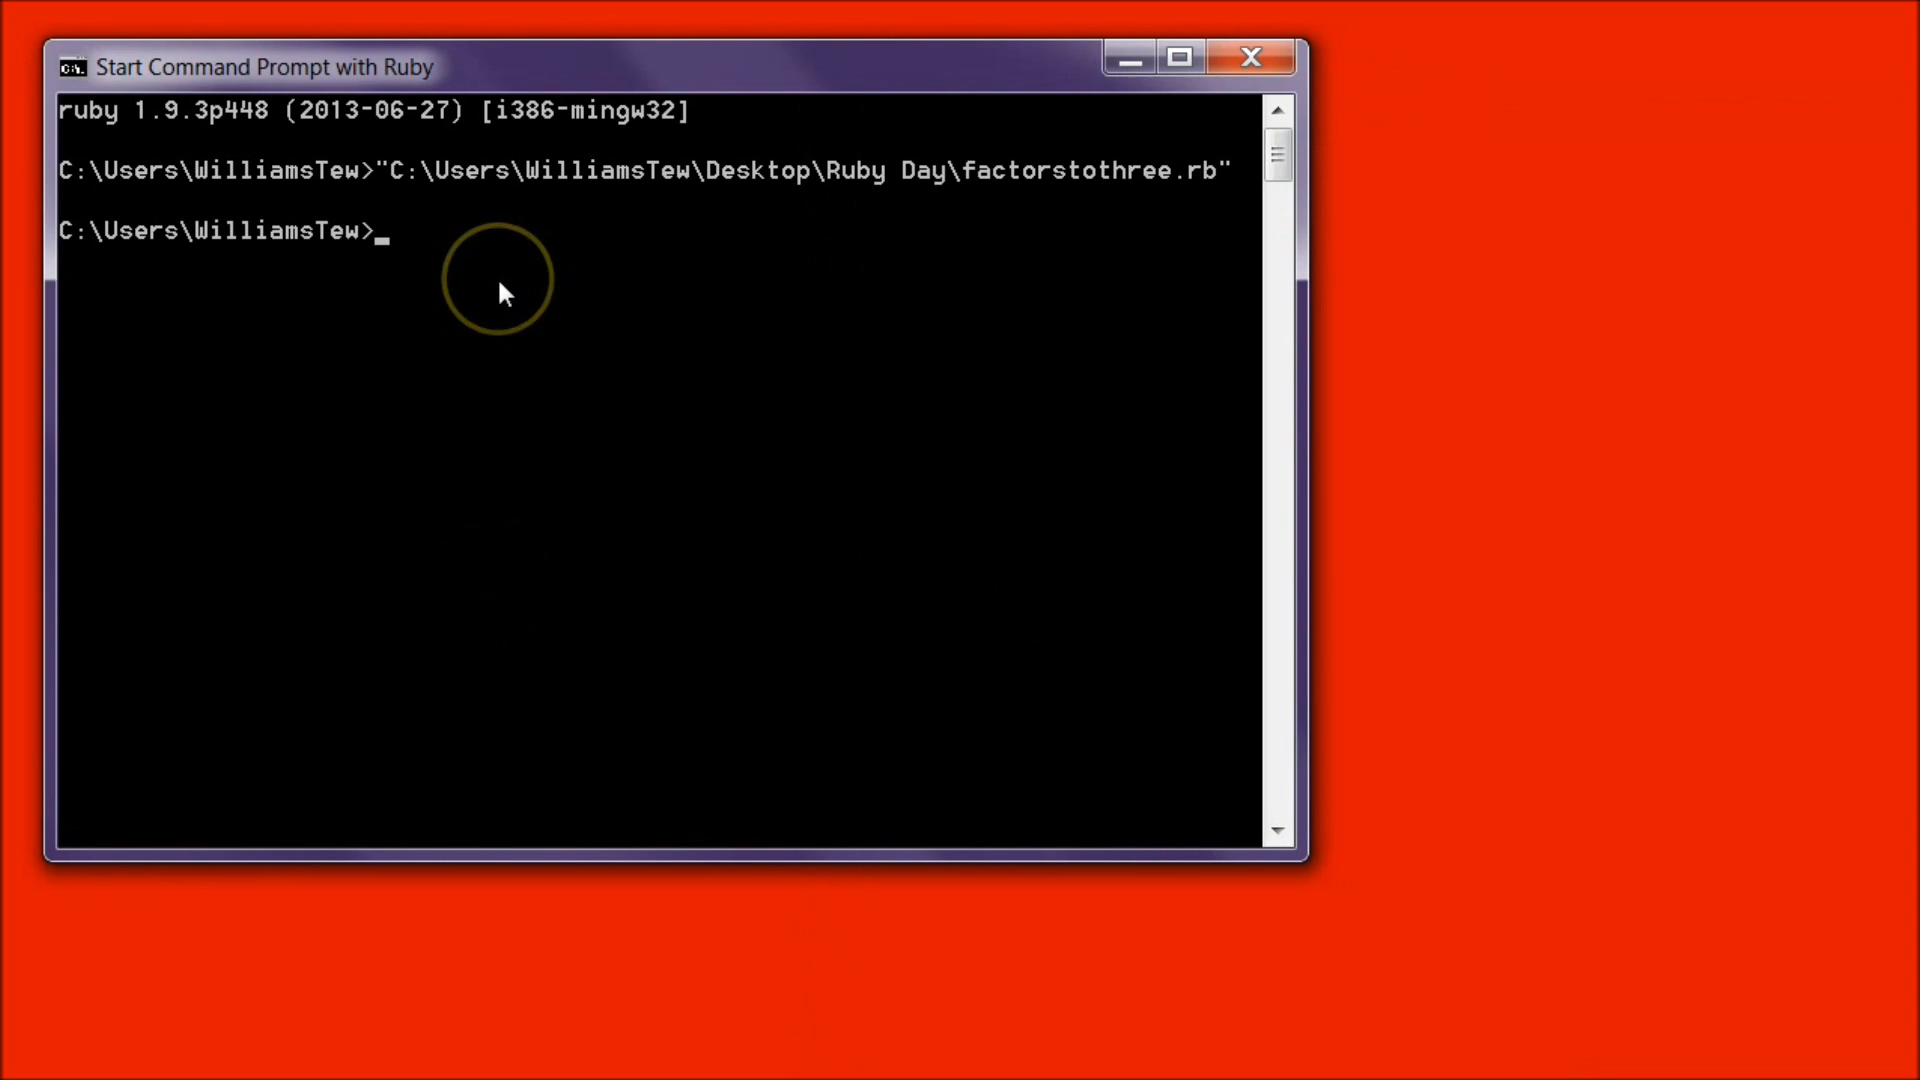 Start Command Prompt with Ruby
ruby 1.9.3p448 (2013-06-27) [i386-mingw32]
C:\Users\WilliamsTew>"C:\Users\WilliamsTew\Desktop\Ruby Day\factorstothree.rb"
C:\Users\WilliamsTew>_